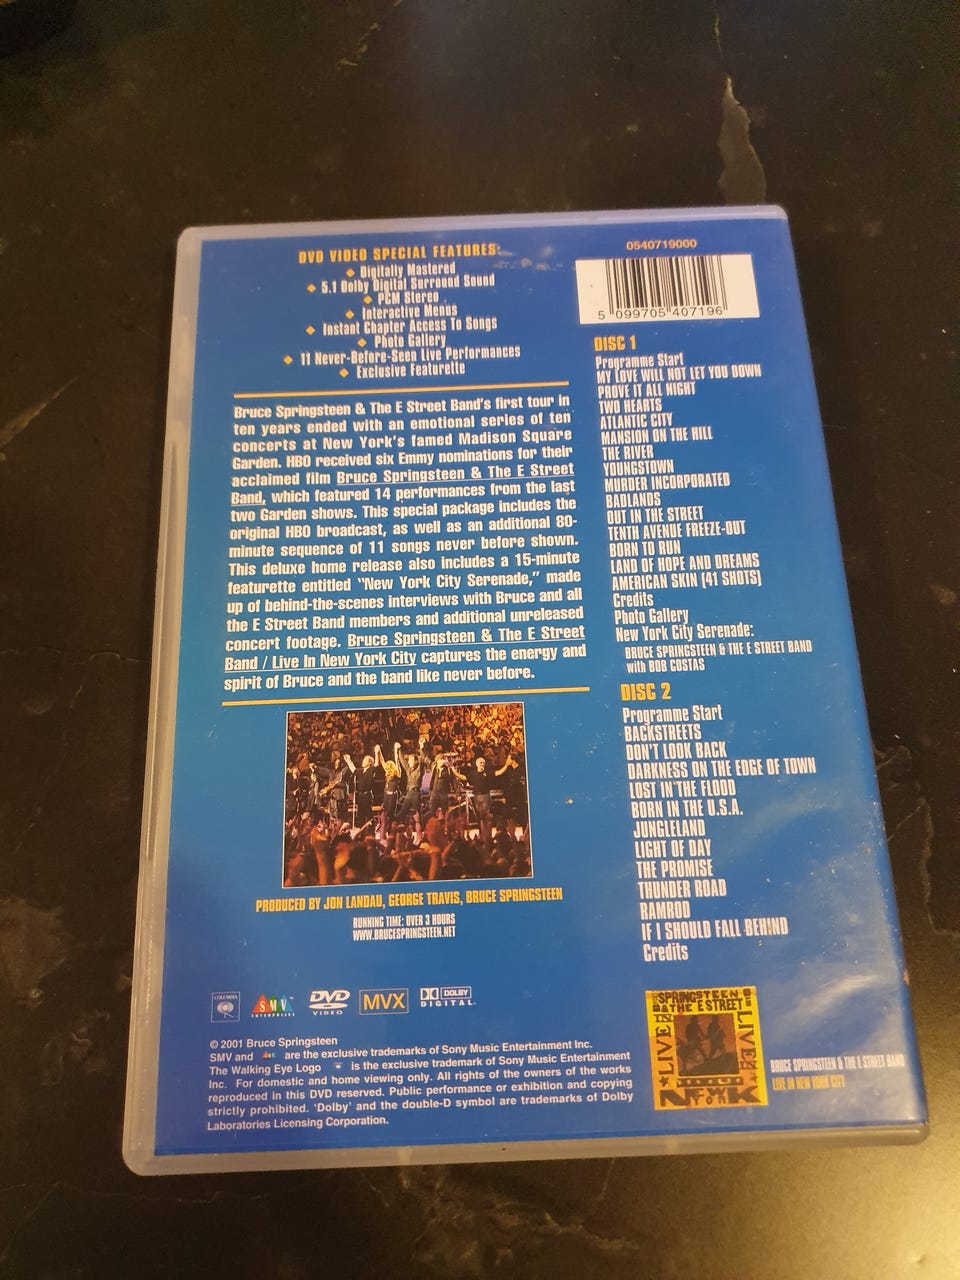 DVD VIDEO SPECIAL FEATURES:
Digitally Mastered
5.1 Dolby Digital Surround Sound
PCM Stereo
Interactive Menus
Instant Chapter Access To Songs
Photo Gallery
11 Never-Before-Seen Live Performances
Exclusive Featurette
Bruce Springsteen & The E Street Band's first tour in
ten years ended with an emotional series of ten
concerts at New York's famed Madison Square
Garden. HBO received six Emmy nominations for their
acclaimed film Bruce Springsteen & The E Street
Band, which featured 14 performances from the last
two Garden shows. This special package includes the
original HBO broadcast, as well as an additional 80-
minute sequence of 11 songs never before shown.
This deluxe home release also includes a 15-minute
featurette entitled "New York City Serenade," made
up of behind-the-scenes interviews with Bruce and all
the E Street Band members and additional unreleased
concert footage. Bruce Springsteen & The E Street
Band / Live In New York City captures the energy and
spirit of Bruce and the band like never before.
PRODUCED BY JON LANDAU, GEORGE TRAVIS, BRUCE SPRINGSTEEN
RUNNING TIME: OVER 3 HOURS
WWW.BRUCESPRINGSTEEN.NET
0540719000
5 099705 407196
DISC 1
Programme Start
MY LOVE WILL NOT LET YOU DOWN
PROVE IT ALL NIGHT
TWO HEARTS
ATLANTIC CITY
MANSION ON THE HILL
THE RIVER
YOUNGSTOWN
MURDER INCORPORATED
BADLANDS
OUT IN THE STREET
TENTH AVENUE FREEZE-OUT
BORN TO RUN
LAND OF HOPE AND DREAMS
AMERICAN SKIN (41 SHOTS)
Credits
Photo Gallery
New York City Serenade:
BRUCE SPRINGSTEEN & THE E STREET BAND
with BOB COSTAS
DISC 2
Programme Start
BACKSTREETS
DON'T LOOK BACK
DARKNESS ON THE EDGE OF TOWN
LOST IN THE FLOOD
BORN IN THE U.S.A.
JUNGLELAND
LIGHT OF DAY
THE PROMISE
THUNDER ROAD
RAMROD
IF I SHOULD FALL BEHIND
Credits
COLUMBIA
SMV
ENTERPRISES
DVD
VIDEO
MVX
DOLBY
DIGITAL
© 2001 Bruce Springsteen
SMV and are the exclusive trademarks of Sony Music Entertainment Inc.
The Walking Eye Logo is the exclusive trademark of Sony Music Entertainment
Inc. For domestic and home viewing only. All rights of the owners of the works
reproduced in this DVD reserved. Public performance or exhibition and copying
strictly prohibited. 'Dolby' and the double-D symbol are trademarks of Dolby
Laboratories Licensing Corporation.
SPRINGSTEEN
& THE E STREET
LIVE IN
LIVE
NEW
YORK
BRUCE SPRINGSTEEN & THE E STREET BAND
LIVE IN NEW YORK CITY